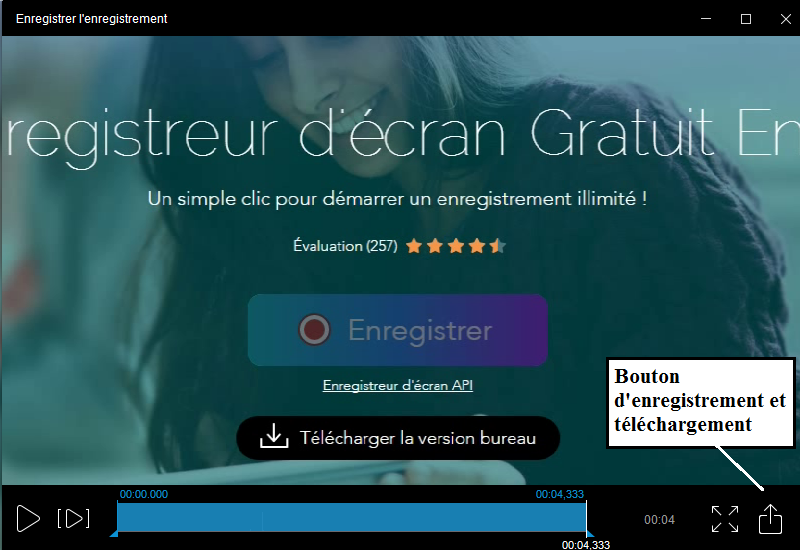 Enregistrer l'enregistrement
registreur d'écran Gratuit En
Un simple clic pour démarrer un enregistrement illimité !
Évaluation (257)
Enregistrer
Enregistreur d'écran API
Télécharger la version bureau
Bouton
d'enregistrement et
téléchargement
00:00.000
00:04,333
00:04
00:04,333